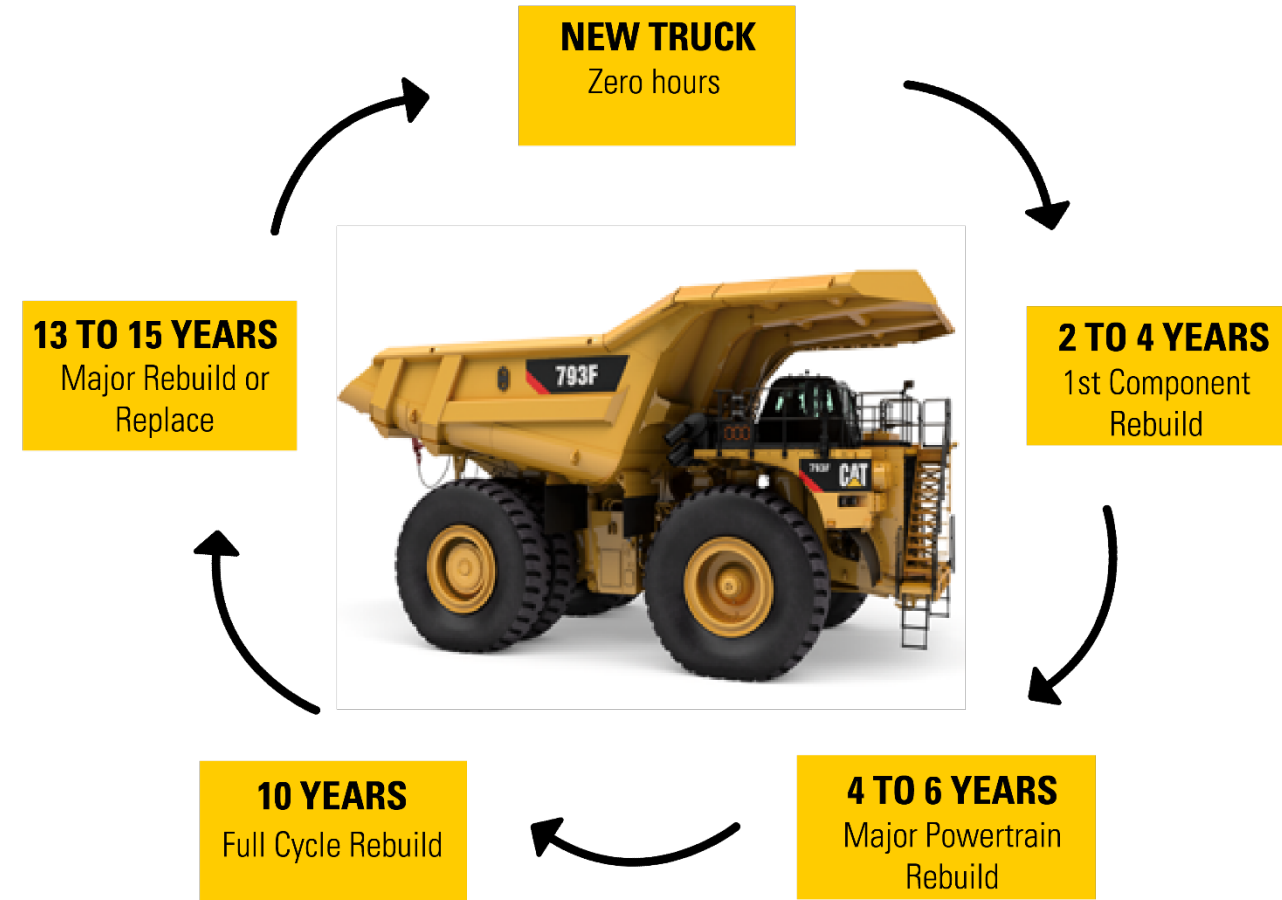 NEW TRUCK
Zero hours
2 TO 4 YEARS
1st Component
Rebuild
4 TO 6 YEARS
Major Powertrain
Rebuild
10 YEARS
Full Cycle Rebuild
13 TO 15 YEARS
Major Rebuild or
Replace
793F
793F
CAT